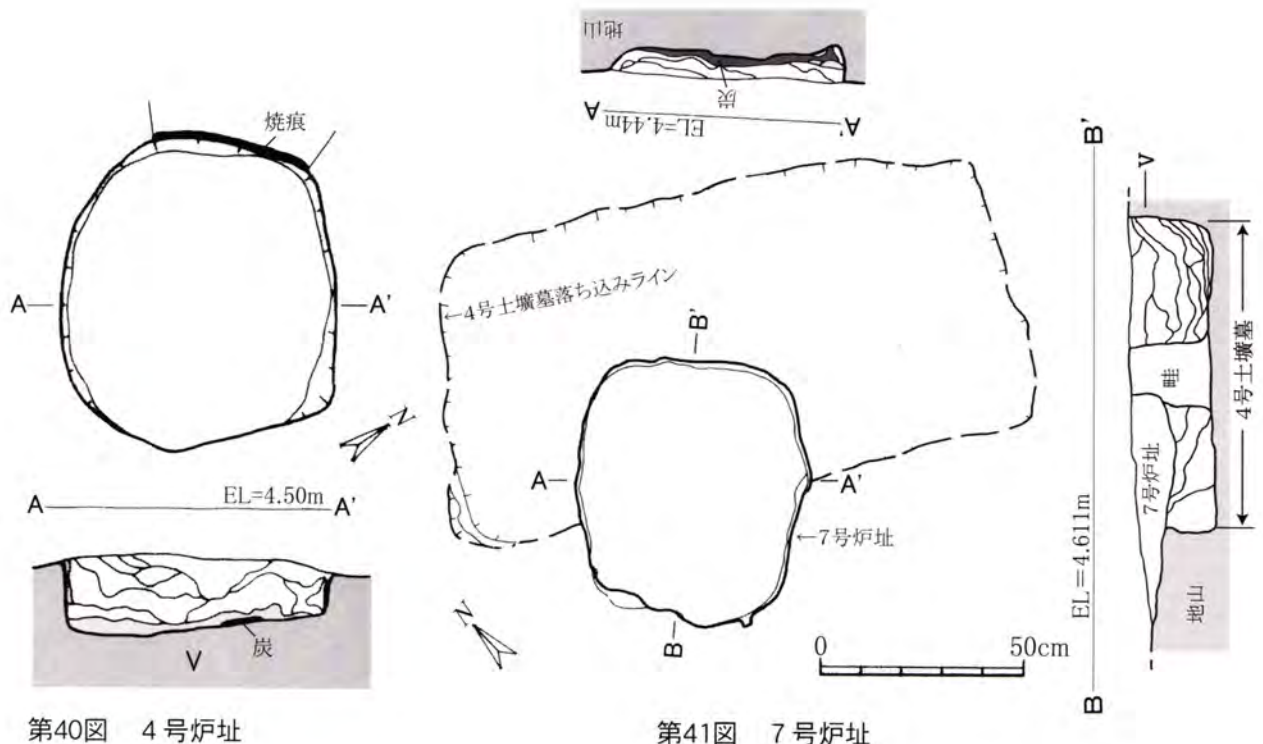 焼痕
A
A'
A
EL=4.50m
A'
炭
V
第40図 4号炉址
地山
炭
A
EL=4.44m
A'
←4号土壙墓落ち込みライン
B'
A
A'
←7号炉址
B
N
N
0
50cm
第41図 7号炉址
B'
EL=4.611m
B
V
畦
7号炉址
地山
4号土壙墓